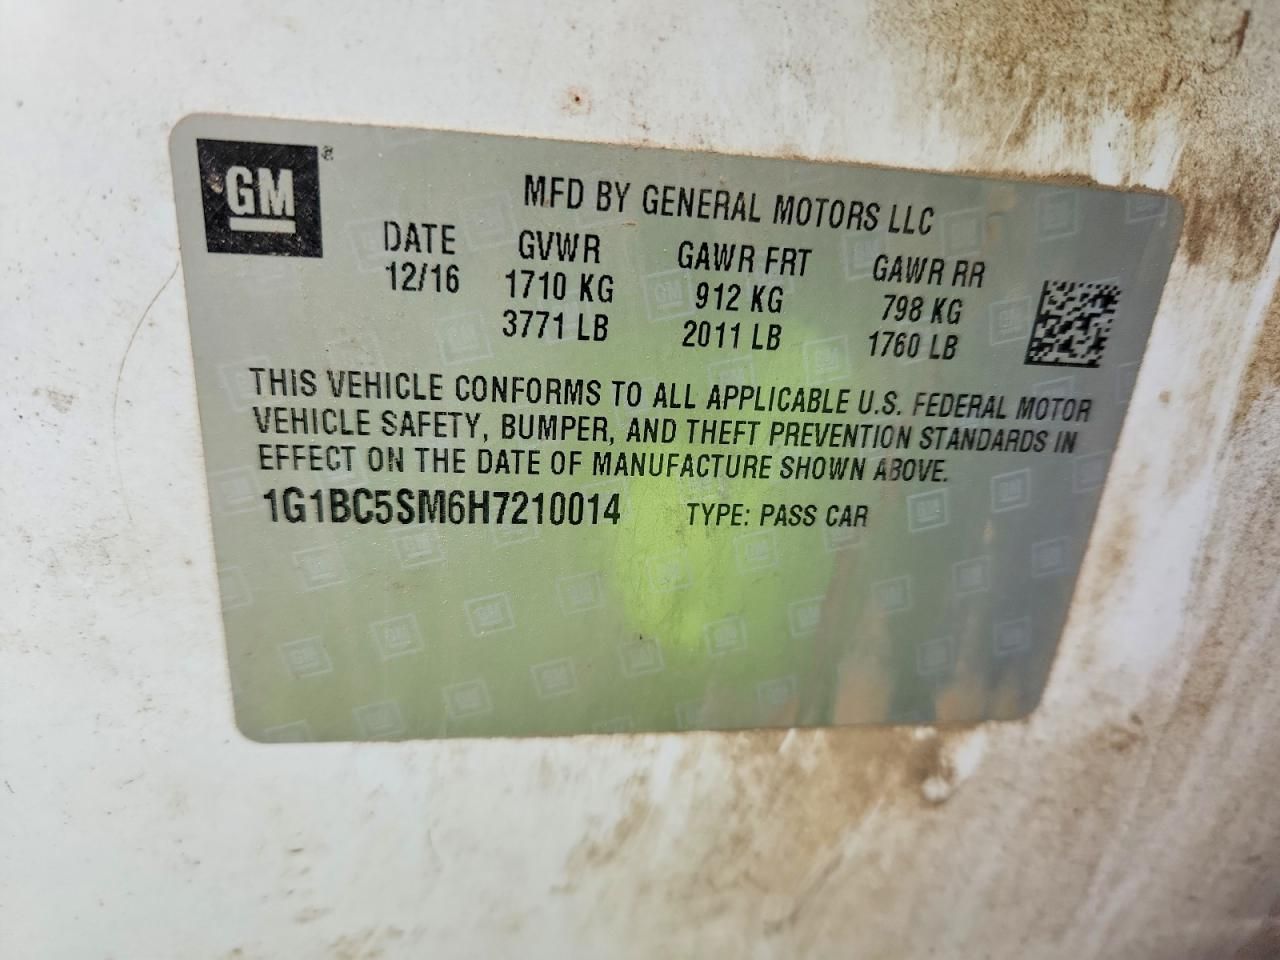 GM
MFD BY GENERAL MOTORS LLC
DATE GVWR GAWR FRT GAWR RR
12/16 1710 KG 912 KG 798 KG
3771 LB 2011 LB 1760 LB
THIS VEHICLE CONFORMS TO ALL APPLICABLE U.S. FEDERAL MOTOR
VEHICLE SAFETY, BUMPER, AND THEFT PREVENTION STANDARDS IN
EFFECT ON THE DATE OF MANUFACTURE SHOWN ABOVE.
1G1BC5SM6H7210014 TYPE: PASS CAR